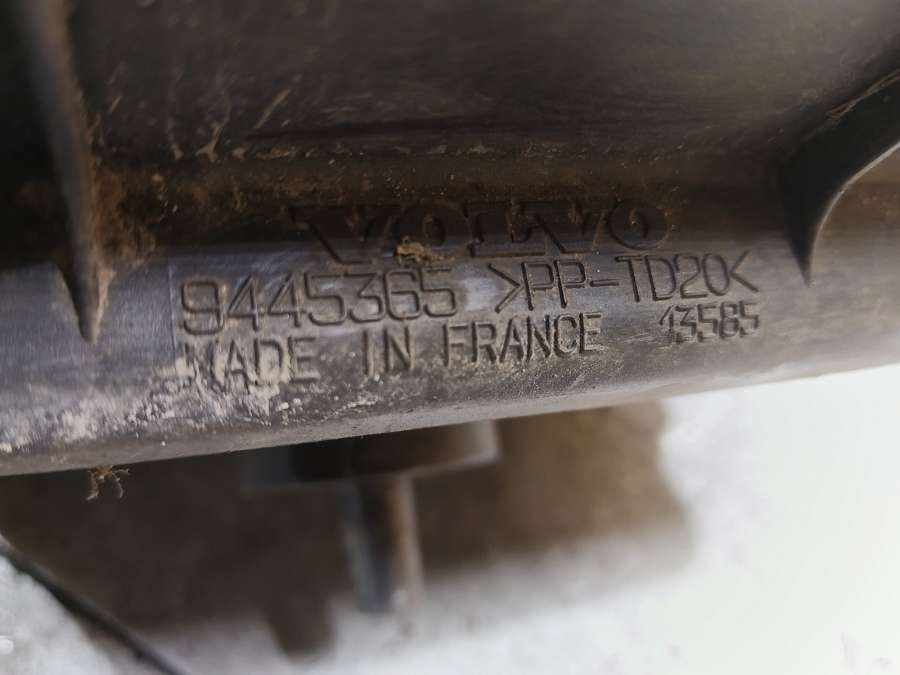 VOLVO
9445365 >PP-TD20<
MADE IN FRANCE 13585